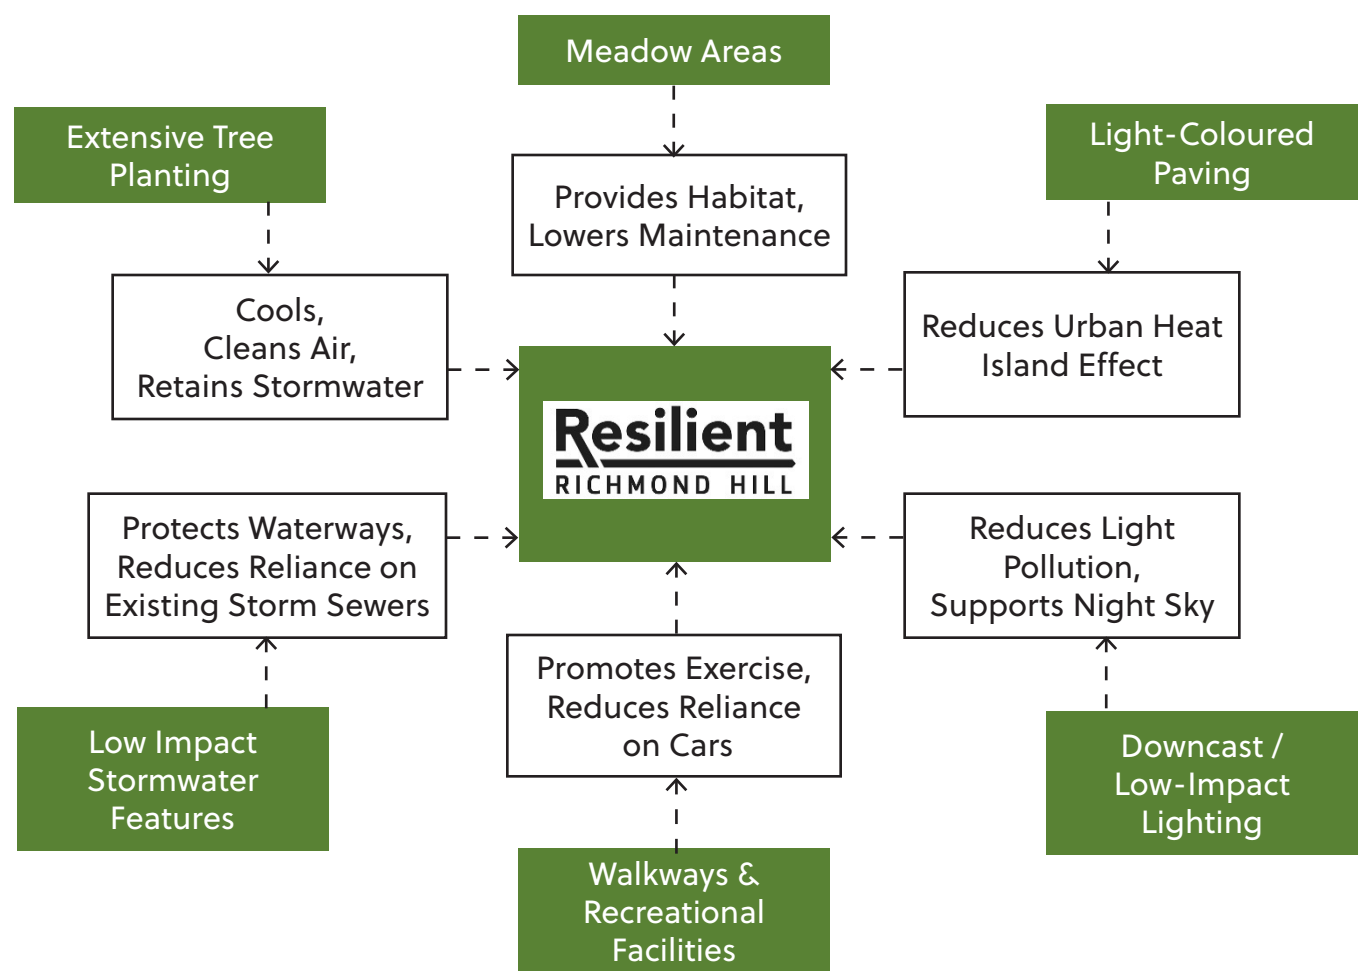 Meadow Areas
Extensive Tree
Planting
Light-Coloured
Paving
Provides Habitat,
Lowers Maintenance
Cools,
Cleans Air,
Retains Stormwater
Reduces Urban Heat
Island Effect
Resilient
RICHMOND HILL
Protects Waterways,
Reduces Reliance on
Existing Storm Sewers
Reduces Light
Pollution,
Supports Night Sky
Promotes Exercise,
Reduces Reliance
on Cars
Low Impact
Stormwater
Features
Downcast /
Low-Impact
Lighting
Walkways &
Recreational
Facilities